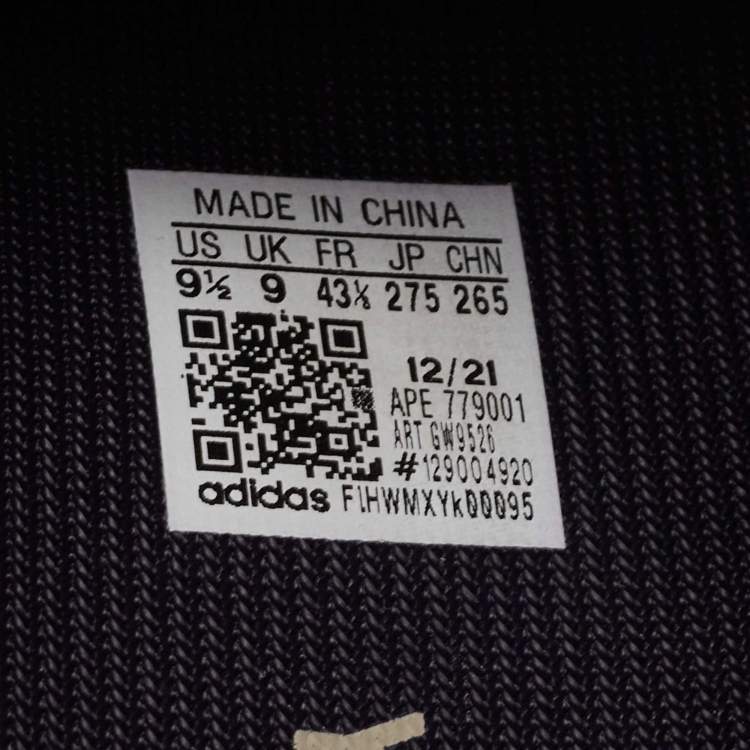 MADE IN CHINA
US UK FR JP CHN
9½ 9 43⅓ 275 265
12/21
APE 779001
ART GW9526
#129004920
adidas FlHWMXYk00095